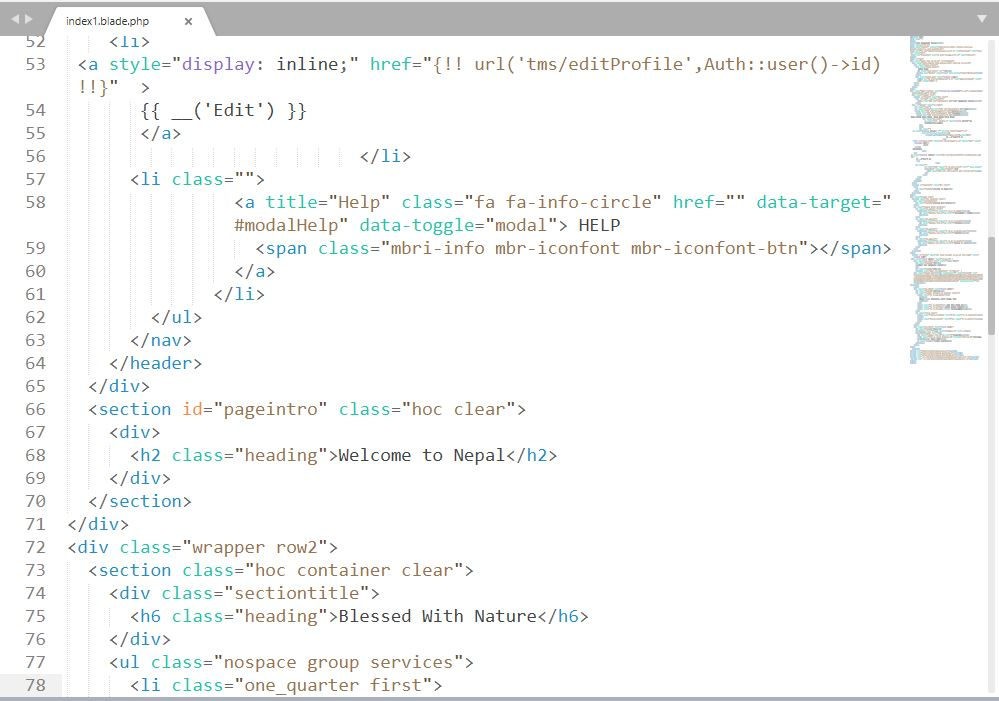 index1.blade.php ×
52 <li>
53 <a style="display: inline;" href="{!! url('tms/editProfile',Auth::user()->id)
!!}"  >
54 {{ __('Edit') }}
55 </a>
56 </li>
57 <li class="">
58 <a title="Help" class="fa fa-info-circle" href="" data-target="
#modalHelp" data-toggle="modal"> HELP
59 <span class="mbri-info mbr-iconfont mbr-iconfont-btn"></span>
60 </a>
61 </li>
62 </ul>
63 </nav>
64 </header>
65 </div>
66 <section id="pageintro" class="hoc clear">
67 <div>
68 <h2 class="heading">Welcome to Nepal</h2>
69 </div>
70 </section>
71 </div>
72 <div class="wrapper row2">
73 <section class="hoc container clear">
74 <div class="sectiontitle">
75 <h6 class="heading">Blessed With Nature</h6>
76 </div>
77 <ul class="nospace group services">
78 <li class="one_quarter first">